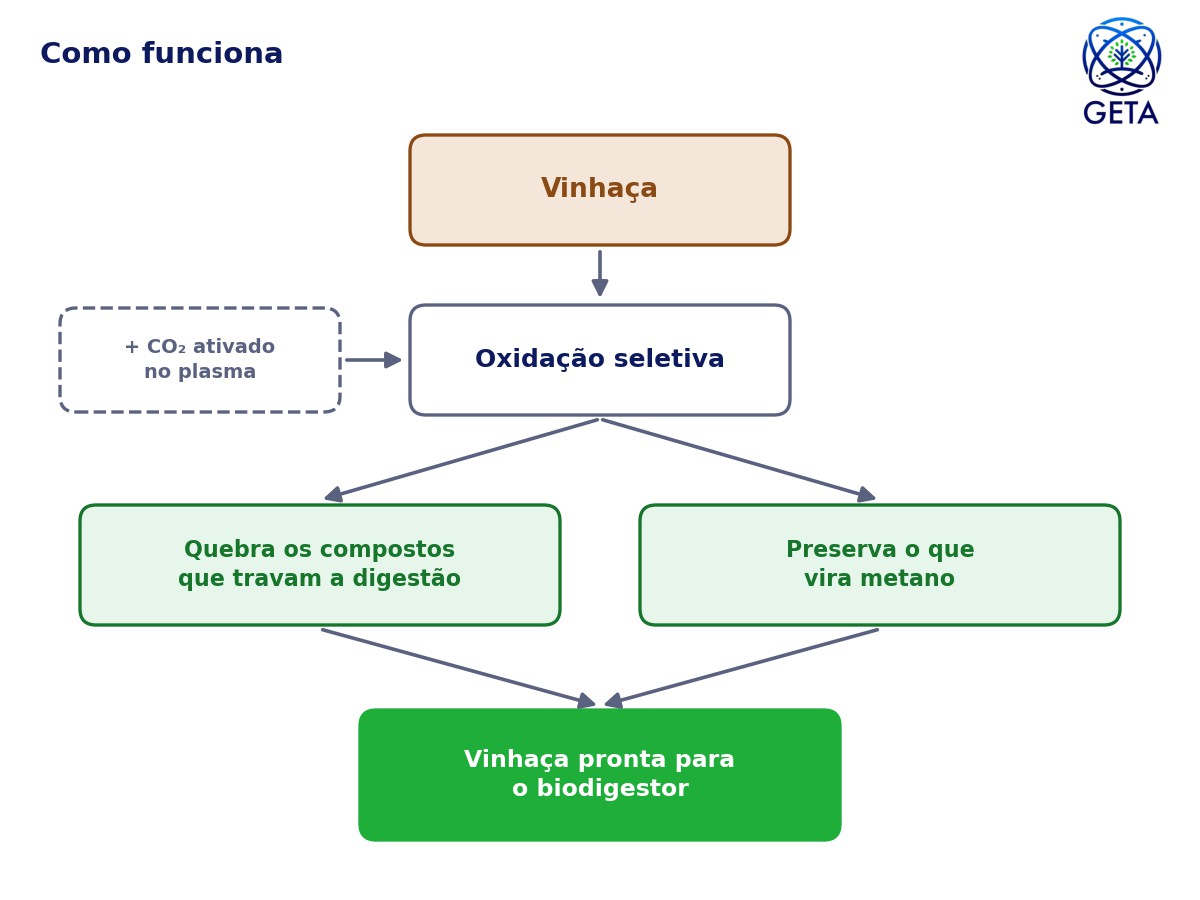 Como funciona
GETA
Vinhaça
+ CO₂ ativado
no plasma
Oxidação seletiva
Quebra os compostos
que travam a digestão
Preserva o que
vira metano
Vinhaça pronta para
o biodigestor